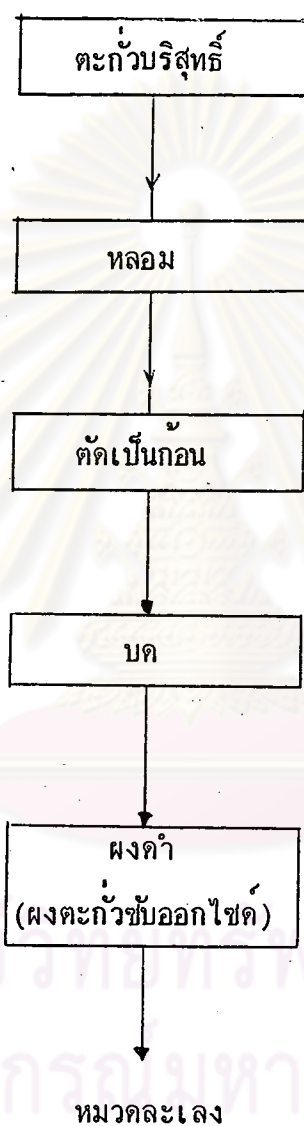 ตะกั่วบริสุทธิ์
หลอม
ตัดเป็นก้อน
บด
ผงดำ
(ผงตะกั่วซับออกไซด์)
หมวดละเลง